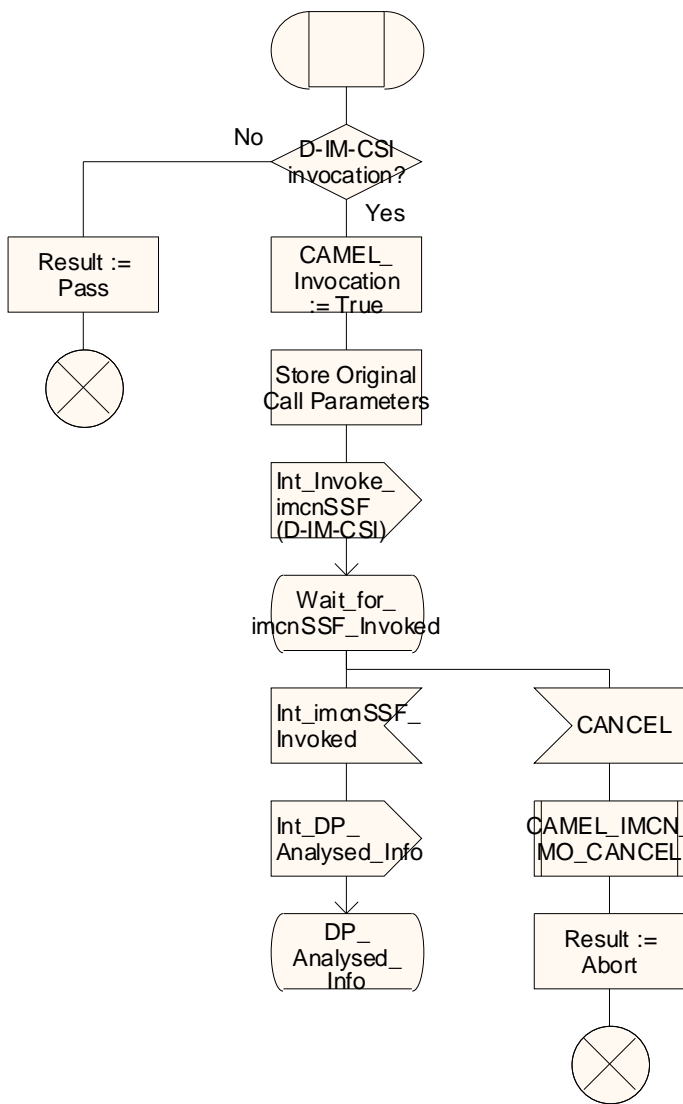 No
D-IM-CSI
invocation?
Yes
Result :=
Pass
CAMEL_
Invocation
:= True
Store Original
Call Parameters
Int_Invoke_
imcnSSF
(D-IM-CSI)
Wait_for_
imcnSSF_Invoked
Int_imcnSSF_
Invoked
CANCEL
Int_DP_
Analysed_Info
CAMEL_IMCN_
MO_CANCEL
DP_
Analysed_
Info
Result :=
Abort